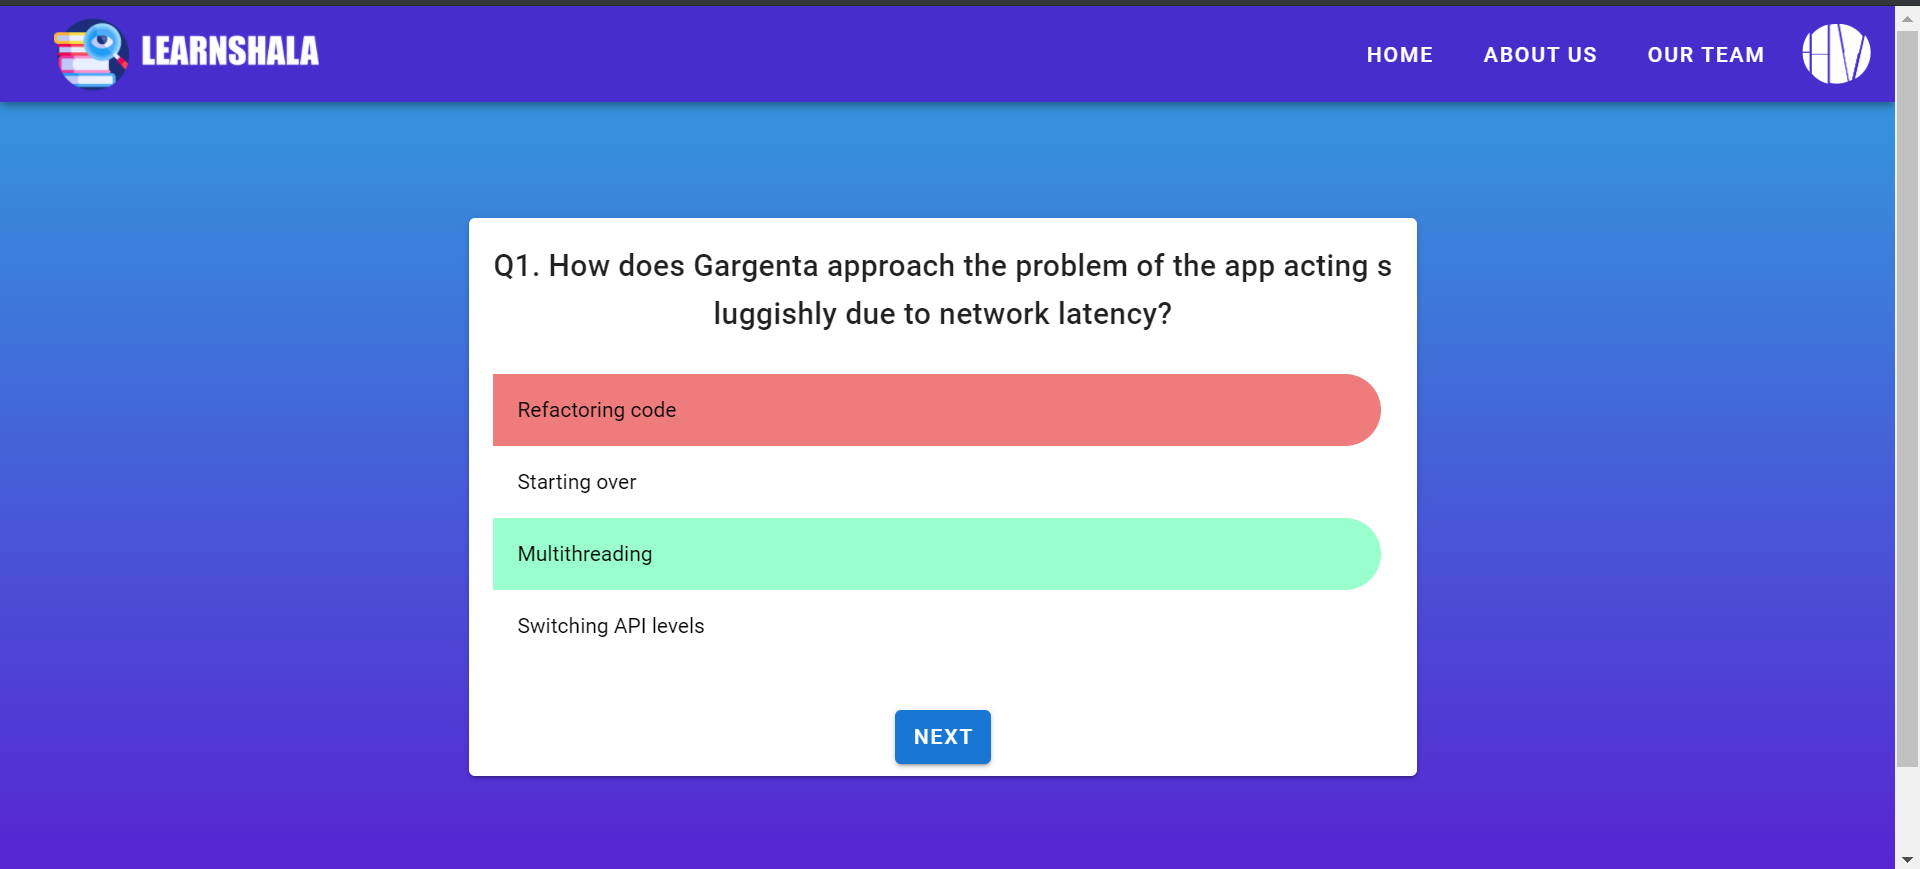 LEARNSHALA
HOME ABOUT US OUR TEAM
Q1. How does Gargenta approach the problem of the app acting s
luggishly due to network latency?
Refactoring code
Starting over
Multithreading
Switching API levels
NEXT